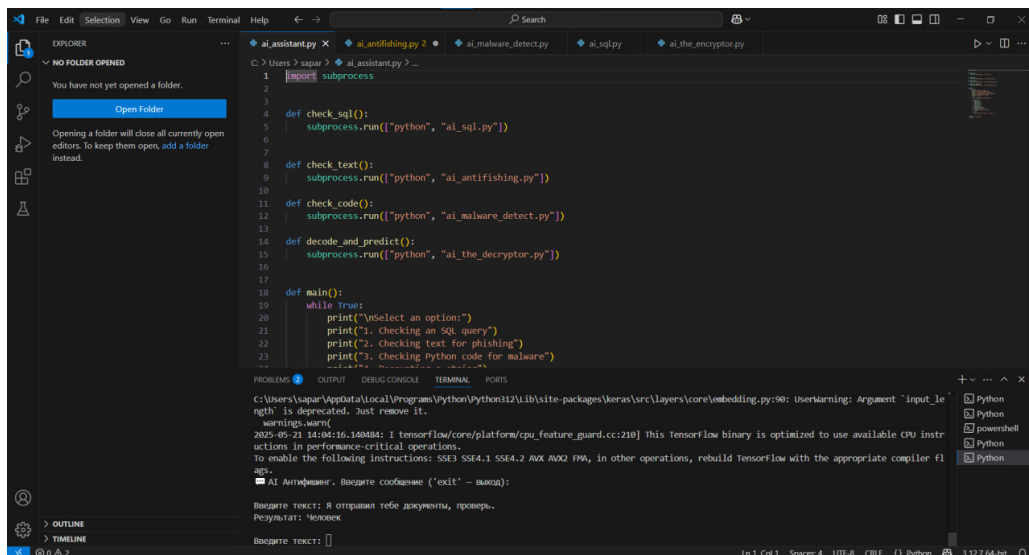 File Edit Selection View Go Run Terminal Help ← → Search
EXPLORER ...
NO FOLDER OPENED
You have not yet opened a folder.
Open Folder
Opening a folder will close all currently open
editors. To keep them open, add a folder
instead.
OUTLINE
TIMELINE
ai_assistant.py × ai_antifishing.py 2 ● ai_malware_detect.py ai_sql.py ai_the_encryptor.py
C: > Users > sapar > ai_assistant.py > ...
1 import subprocess
2
3
4 def check_sql():
5 subprocess.run(["python", "ai_sql.py"])
6
7
8 def check_text():
9 subprocess.run(["python", "ai_antifishing.py"])
10
11 def check_code():
12 subprocess.run(["python", "ai_malware_detect.py"])
13
14 def decode_and_predict():
15 subprocess.run(["python", "ai_the_decryptor.py"])
16
17
18 def main():
19 while True:
20 print("\nSelect an option:")
21 print("1. Checking an SQL query")
22 print("2. Checking text for phishing")
23 print("3. Checking Python code for malware")
PROBLEMS 2 OUTPUT DEBUG CONSOLE TERMINAL PORTS
C:\Users\sapar\AppData\Local\Programs\Python\Python312\Lib\site-packages\keras\src\layers\core\embedding.py:90: UserWarning: Argument `input_le
ngth` is deprecated. Just remove it.
warnings.warn(
2025-05-21 14:04:16.140484: I tensorflow/core/platform/cpu_feature_guard.cc:210] This TensorFlow binary is optimized to use available CPU instr
uctions in performance-critical operations.
To enable the following instructions: SSE3 SSE4.1 SSE4.2 AVX AVX2 FMA, in other operations, rebuild TensorFlow with the appropriate compiler fl
ags.
AI Антифишинг. Введите сообщение ('exit' — выход):
Введите текст: Я отправил тебе документы, проверь.
Результат: Человек
Введите текст:
Python
Python
powershell
Python
Python
0 2 Ln 1, Col 1 Spaces: 4 UTF-8 CRLF {} Python 3.12.7 64-bit